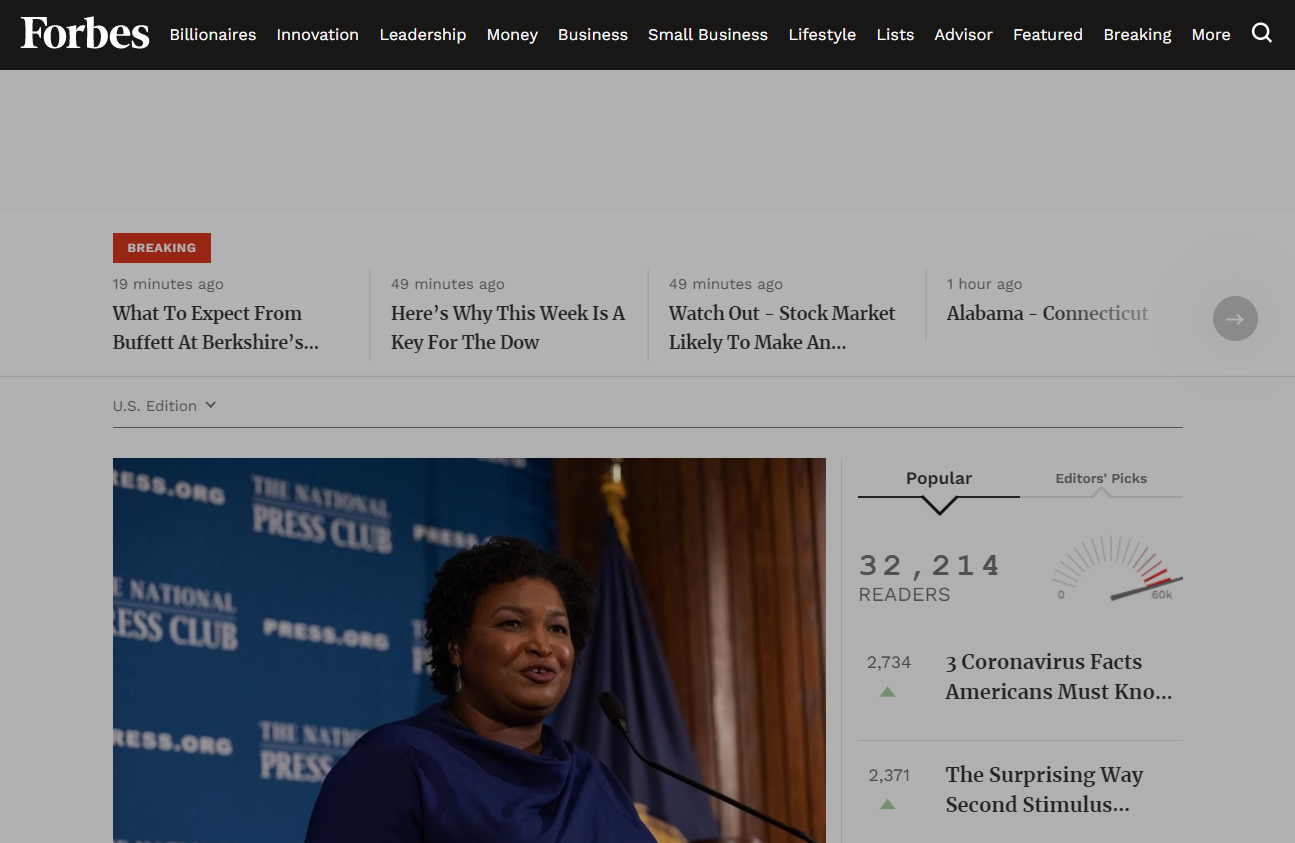 Forbes Billionaires Innovation Leadership Money Business Small Business Lifestyle Lists Advisor Featured Breaking More
BREAKING
19 minutes ago
What To Expect From
Buffett At Berkshire’s...
49 minutes ago
Here’s Why This Week Is A
Key For The Dow
49 minutes ago
Watch Out – Stock Market
Likely To Make An...
1 hour ago
Alabama – Connecticut
U.S. Edition
PRESS.ORG
THE NATIONAL
PRESS CLUB
PRESS
THE NATIONAL
PRESS CLUB
PRESS.ORG
PRESS.ORG
THE NATI
PRESS
Popular
Editors’ Picks
32,214
READERS
0
60k
2,734
3 Coronavirus Facts
Americans Must Kno...
2,371
The Surprising Way
Second Stimulus...